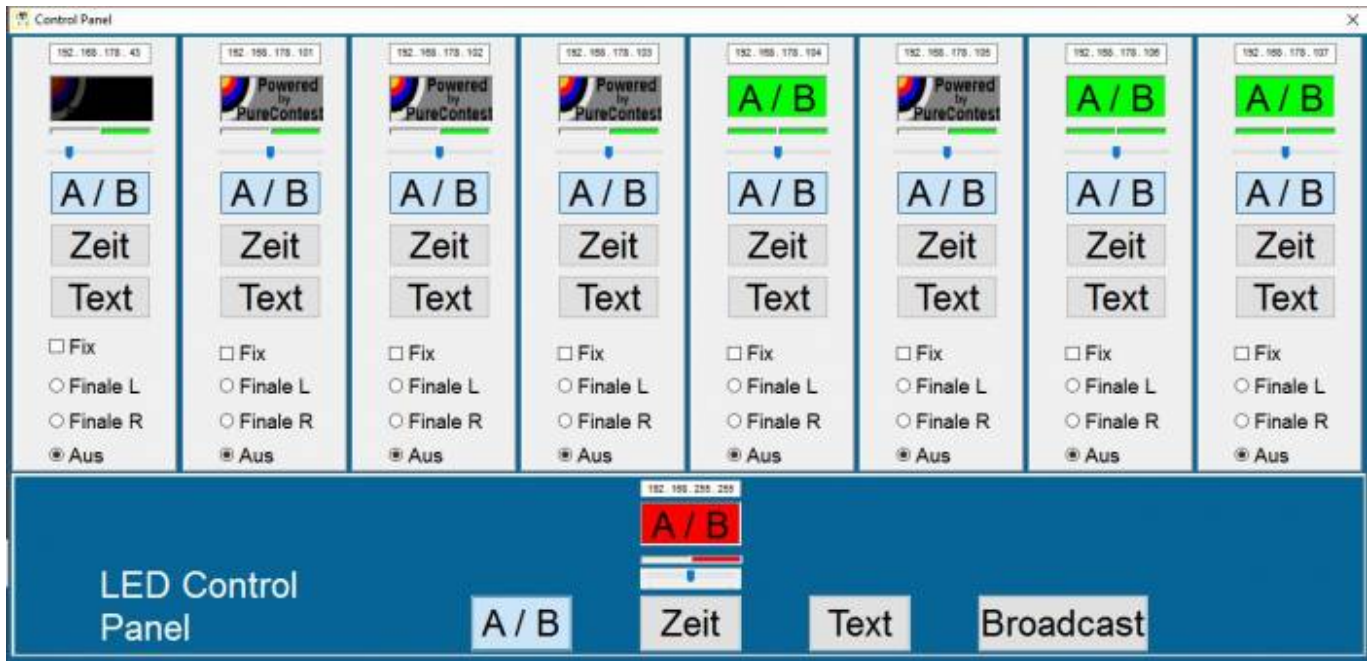 Control Panel
192 . 168 . 178 . 43
A / B
Zeit
Text
Fix
Finale L
Finale R
Aus
192 . 168 . 178 . 101
Powered
by
PureContest
A / B
Zeit
Text
Fix
Finale L
Finale R
Aus
192 . 168 . 178 . 102
Powered
by
PureContest
A / B
Zeit
Text
Fix
Finale L
Finale R
Aus
192 . 168 . 178 . 103
Powered
by
PureContest
A / B
Zeit
Text
Fix
Finale L
Finale R
Aus
192 . 168 . 178 . 104
A / B
A / B
Zeit
Text
Fix
Finale L
Finale R
Aus
192 . 168 . 178 . 105
Powered
by
PureContest
A / B
Zeit
Text
Fix
Finale L
Finale R
Aus
192 . 168 . 178 . 106
A / B
A / B
Zeit
Text
Fix
Finale L
Finale R
Aus
192 . 168 . 178 . 107
A / B
A / B
Zeit
Text
Fix
Finale L
Finale R
Aus
192 . 168 . 255 . 255
A / B
LED Control
Panel
A / B
Zeit
Text
Broadcast